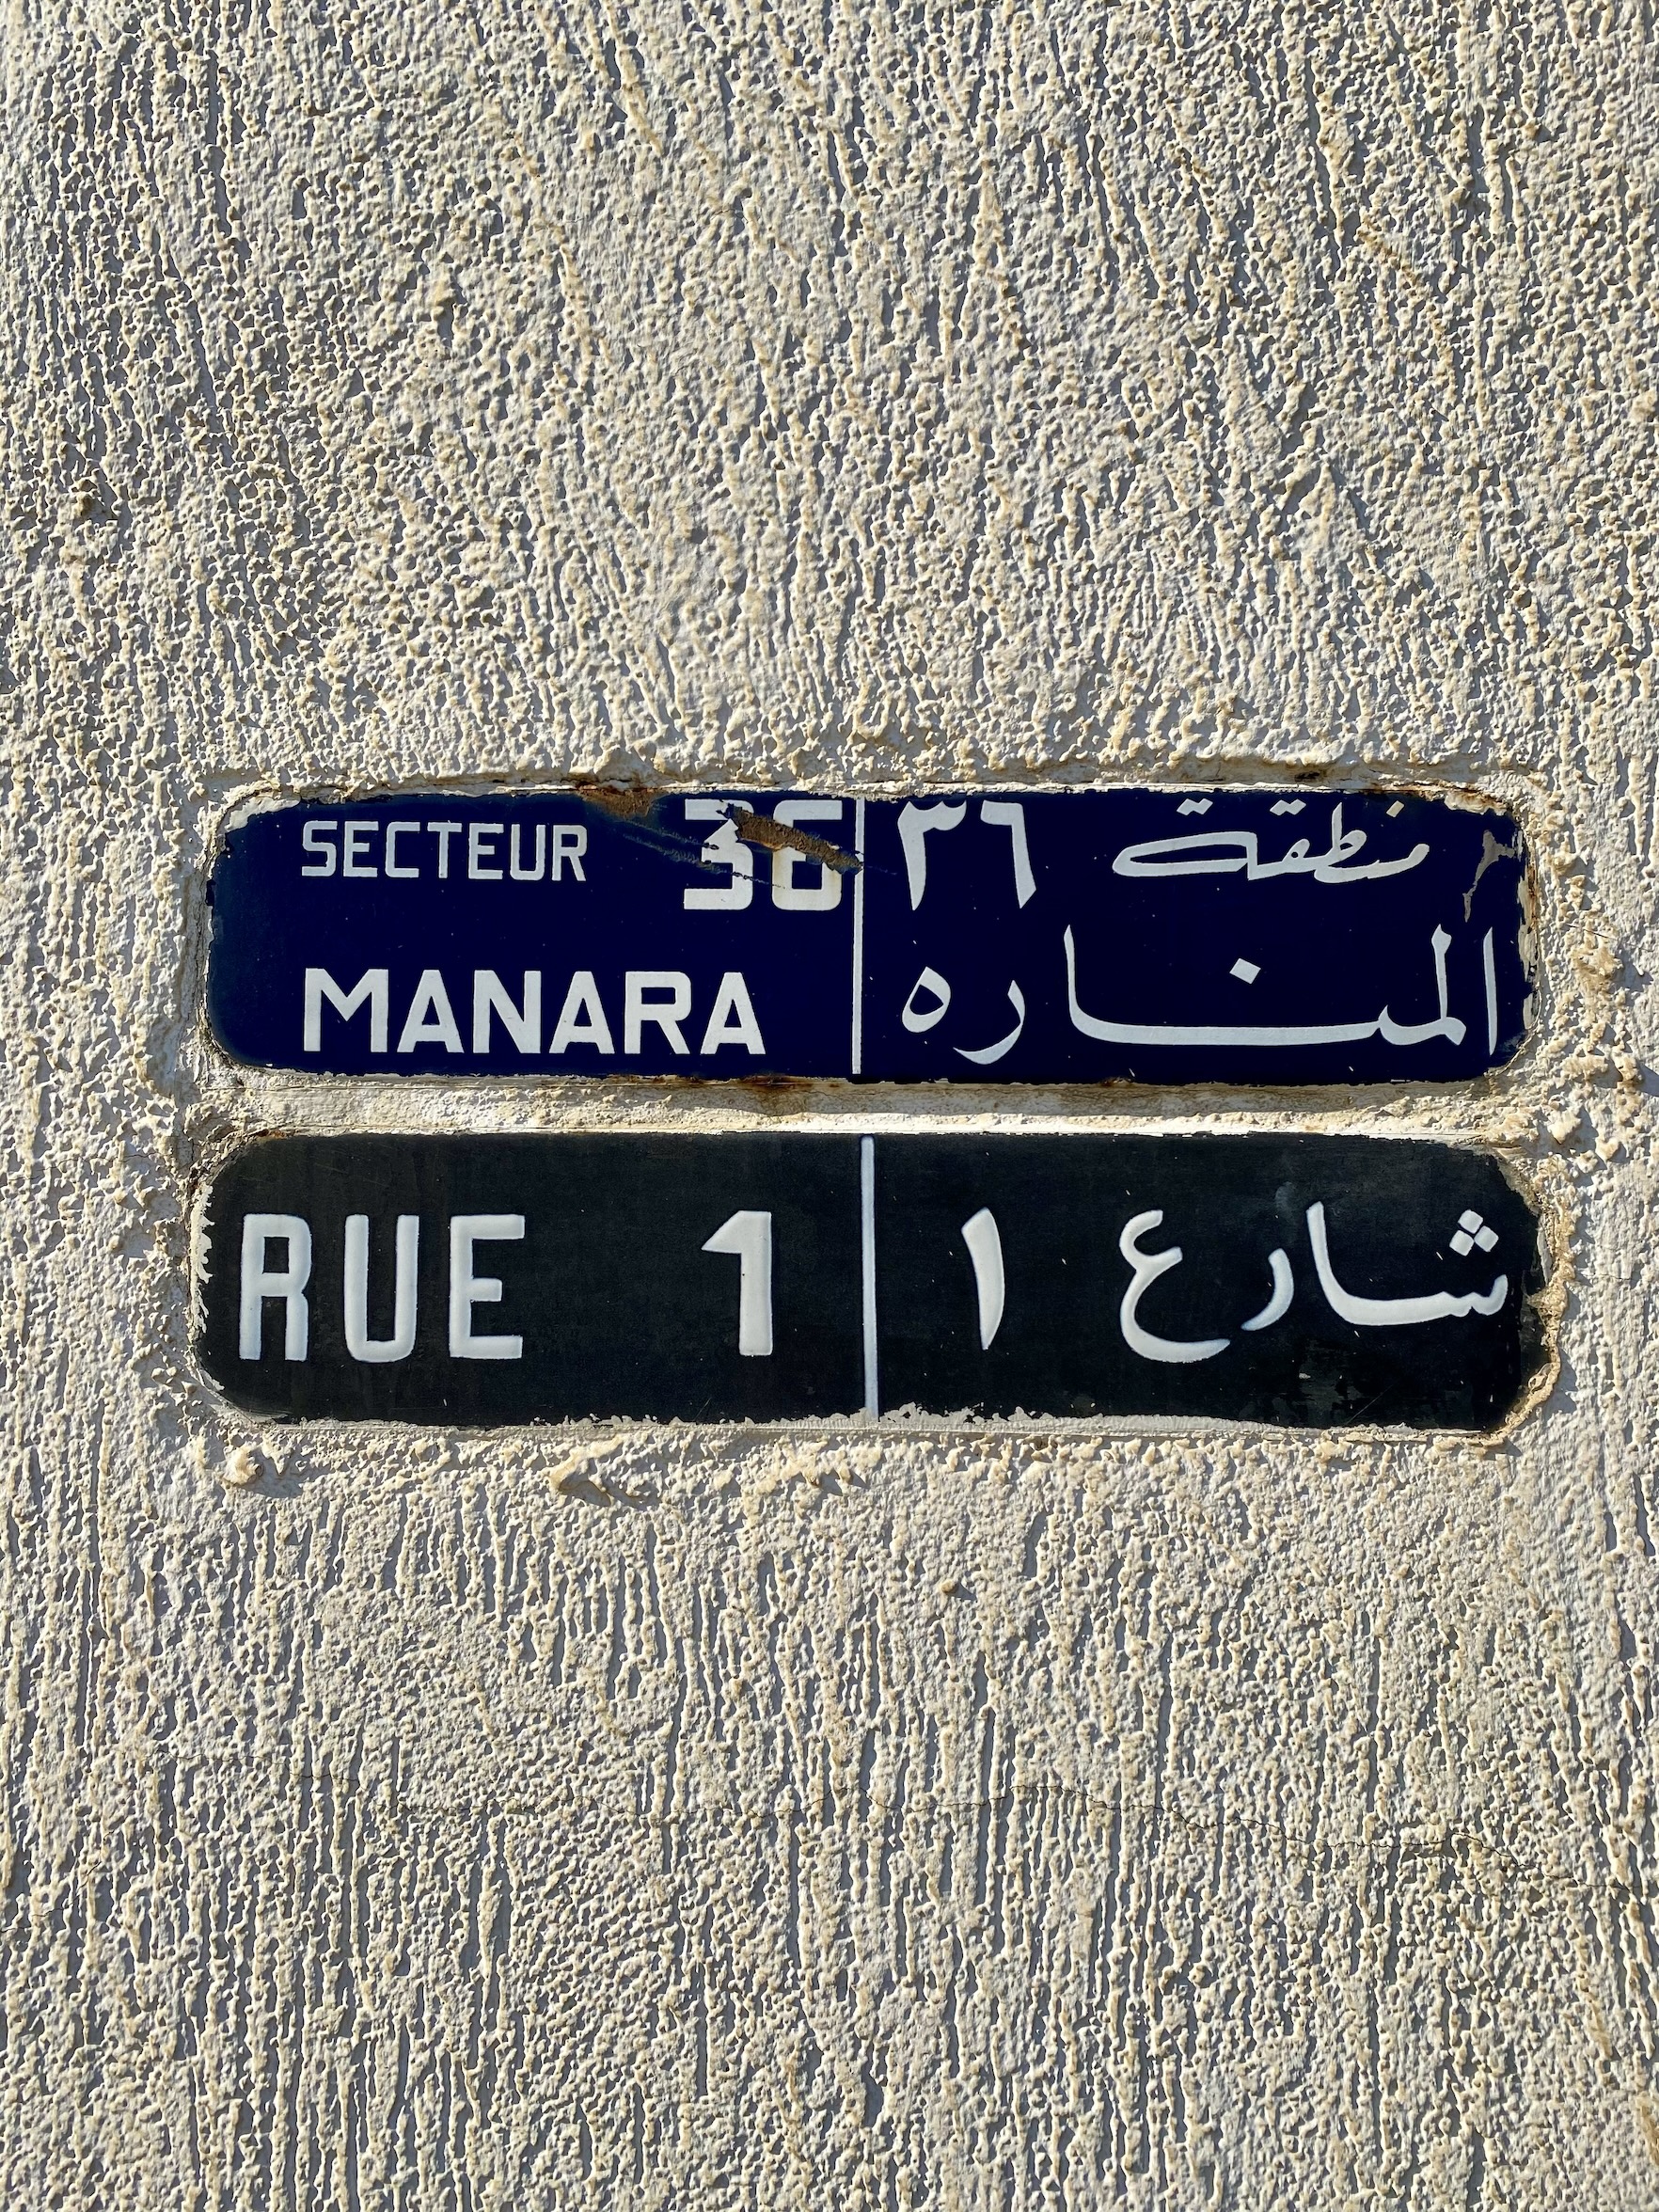 SECTEUR 36 منطقة ٣٦
MANARA المناره
RUE 1 شارع ١